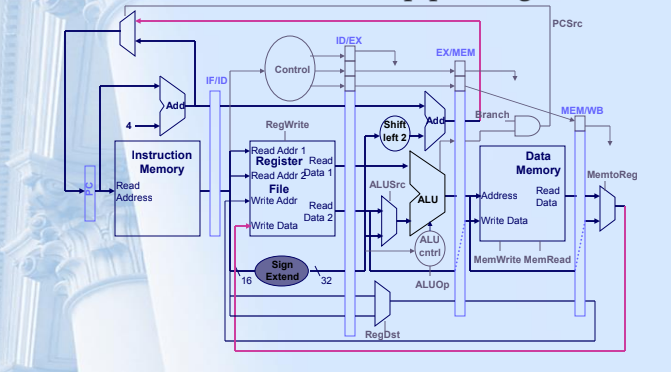 PCSrc
ID/EX
EX/MEM
Control
IF/ID
MEM/WB
Add
4
RegWrite
Shift
left 2
Add
Branch
PC
Instruction
Memory
Read
Address
Read Addr 1
Register
Read
Data 1
Read Addr 2
File
Write Addr
Read
Data 2
Write Data
ALUSrc
ALU
Data
Memory
Address
Read
Data
Write Data
MemtoReg
ALU
cntrl
MemWrite MemRead
16
Sign
Extend
32
ALUOp
RegDst